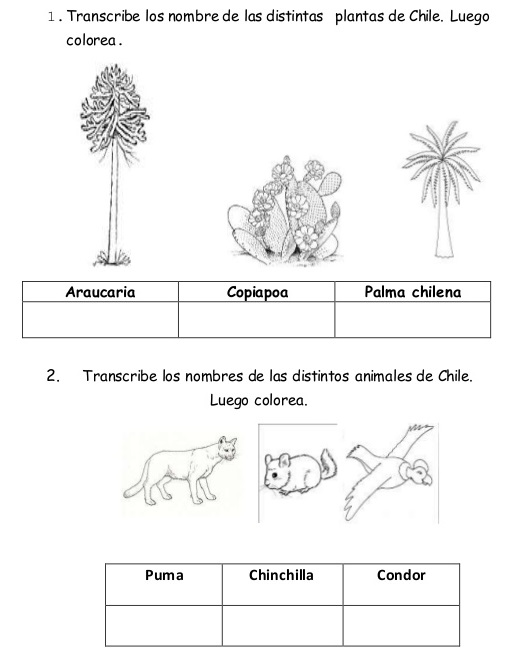 1. Transcribe los nombre de las distintas plantas de Chile. Luego
colorea.
Araucaria Copiapoa Palma chilena
2. Transcribe los nombres de las distintos animales de Chile.
Luego colorea.
Puma Chinchilla Condor